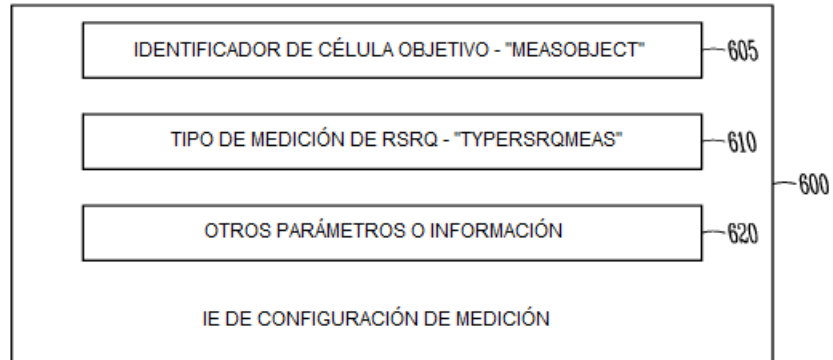 IDENTIFICADOR DE CÉLULA OBJETIVO - "MEASOBJECT" 605
TIPO DE MEDICIÓN DE RSRQ - "TYPERSRQMEAS" 610
600
OTROS PARÁMETROS O INFORMACIÓN 620
IE DE CONFIGURACIÓN DE MEDICIÓN